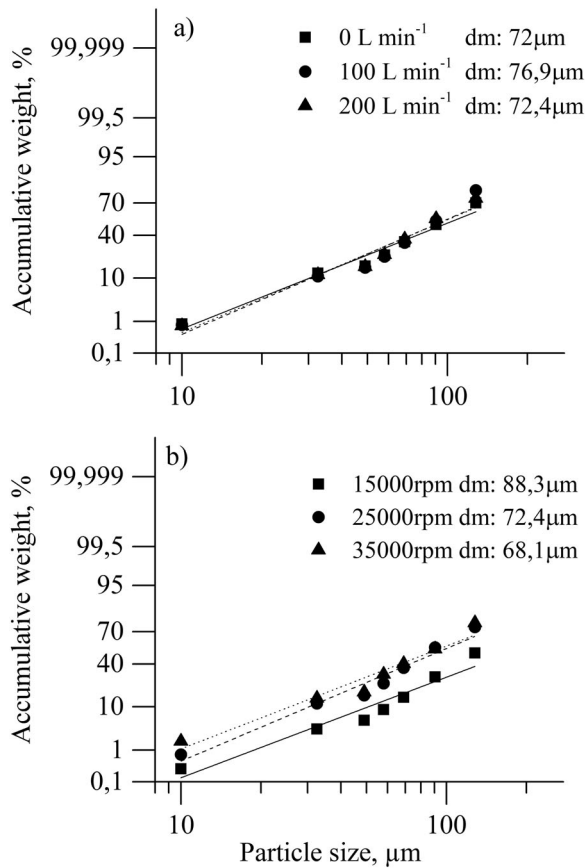 a)
0 L min⁻¹ dm: 72μm
100 L min⁻¹ dm: 76,9μm
200 L min⁻¹ dm: 72,4μm
Accumulative weight, %
99,999
99,5
95
70
40
10
1
0,1
10
100
b)
15000rpm dm: 88,3μm
25000rpm dm: 72,4μm
35000rpm dm: 68,1μm
Accumulative weight, %
99,999
99,5
95
70
40
10
1
0,1
10
100
Particle size, μm